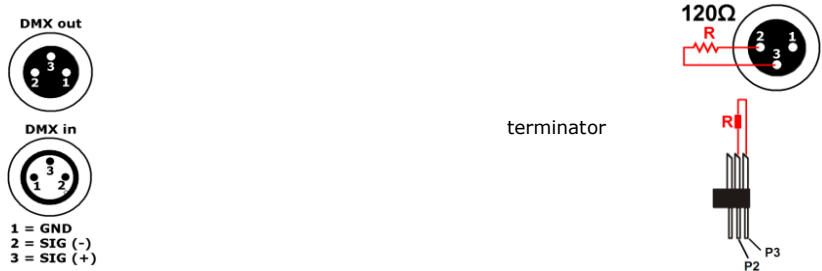 DMX out
3
2 1
DMX in
3
1 2
1 = GND
2 = SIG (-)
3 = SIG (+)
terminator
120Ω
R
2 1
3
R
P3
P2